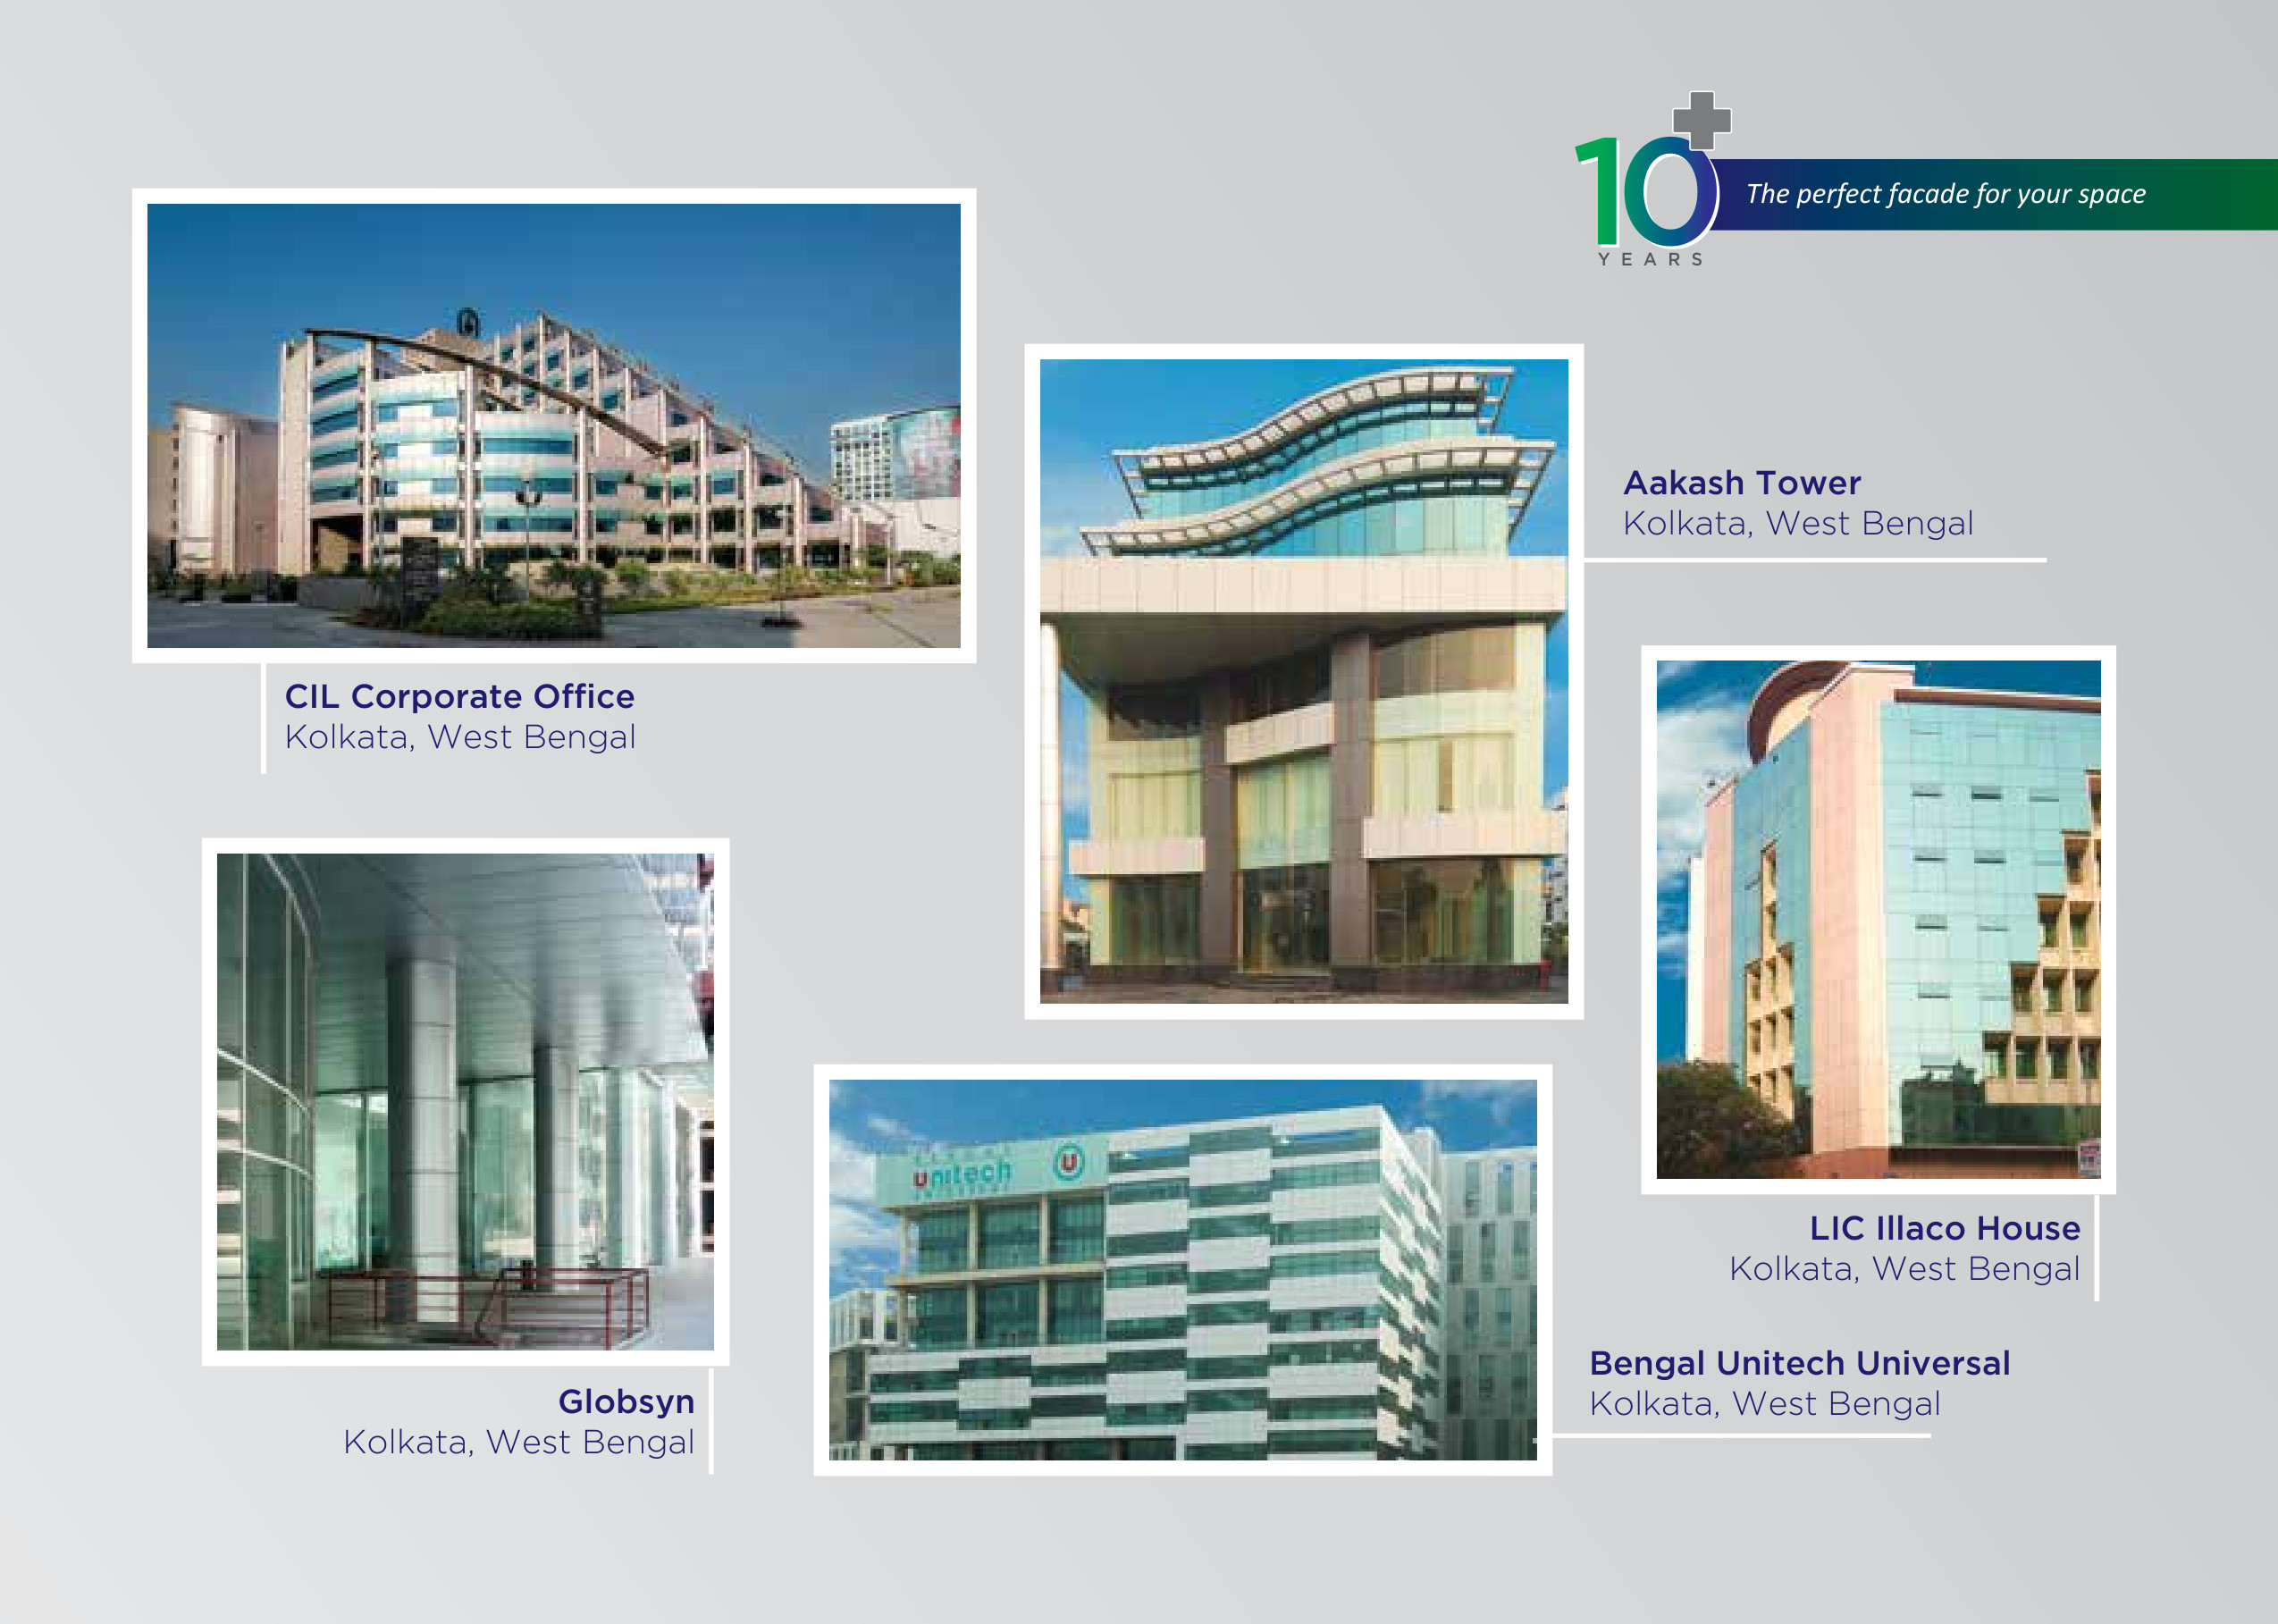 10+
YEARS
The perfect facade for your space
Aakash Tower
Kolkata, West Bengal
CIL Corporate Office
Kolkata, West Bengal
unitech
U
LIC Illaco House
Kolkata, West Bengal
Bengal Unitech Universal
Kolkata, West Bengal
Globsyn
Kolkata, West Bengal